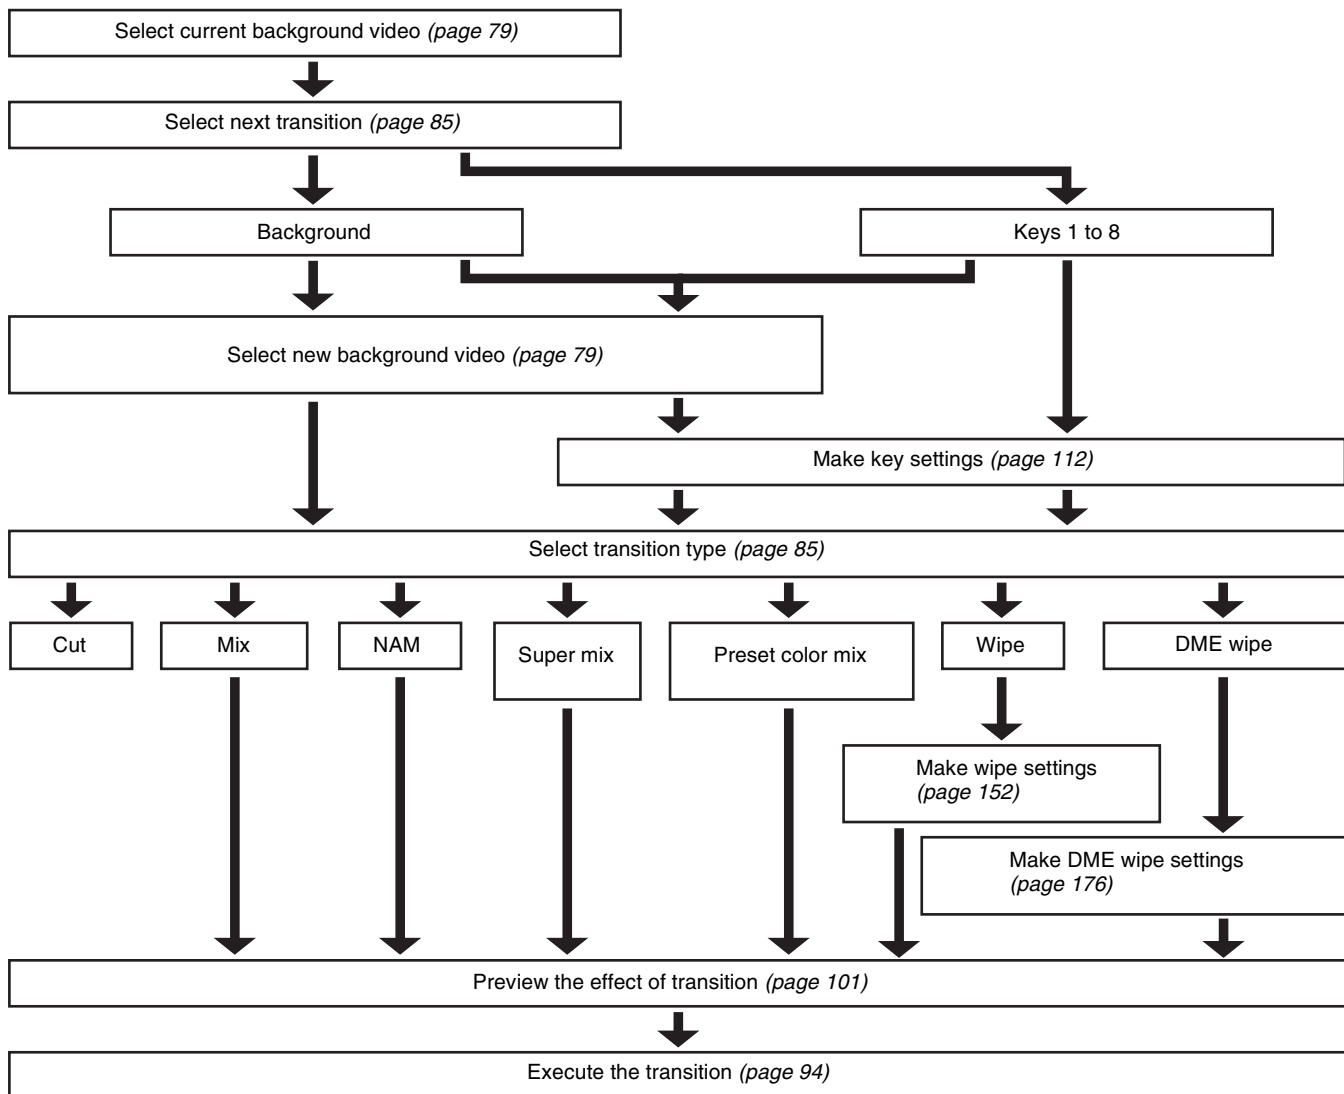 Select current background video (page 79)
Select next transition (page 85)
Background
Keys 1 to 8
Select new background video (page 79)
Make key settings (page 112)
Select transition type (page 85)
Cut
Mix
NAM
Super mix
Preset color mix
Wipe
DME wipe
Make wipe settings
(page 152)
Make DME wipe settings
(page 176)
Preview the effect of transition (page 101)
Execute the transition (page 94)